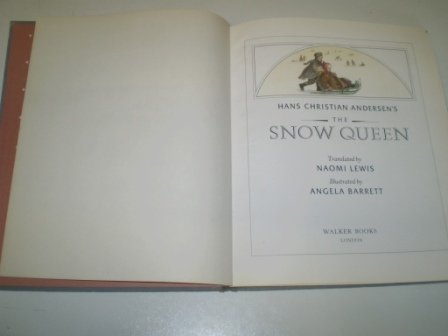 HANS CHRISTIAN ANDERSEN'S
THE
SNOW QUEEN
Translated by
NAOMI LEWIS
Illustrated by
ANGELA BARRETT
WALKER BOOKS
LONDON